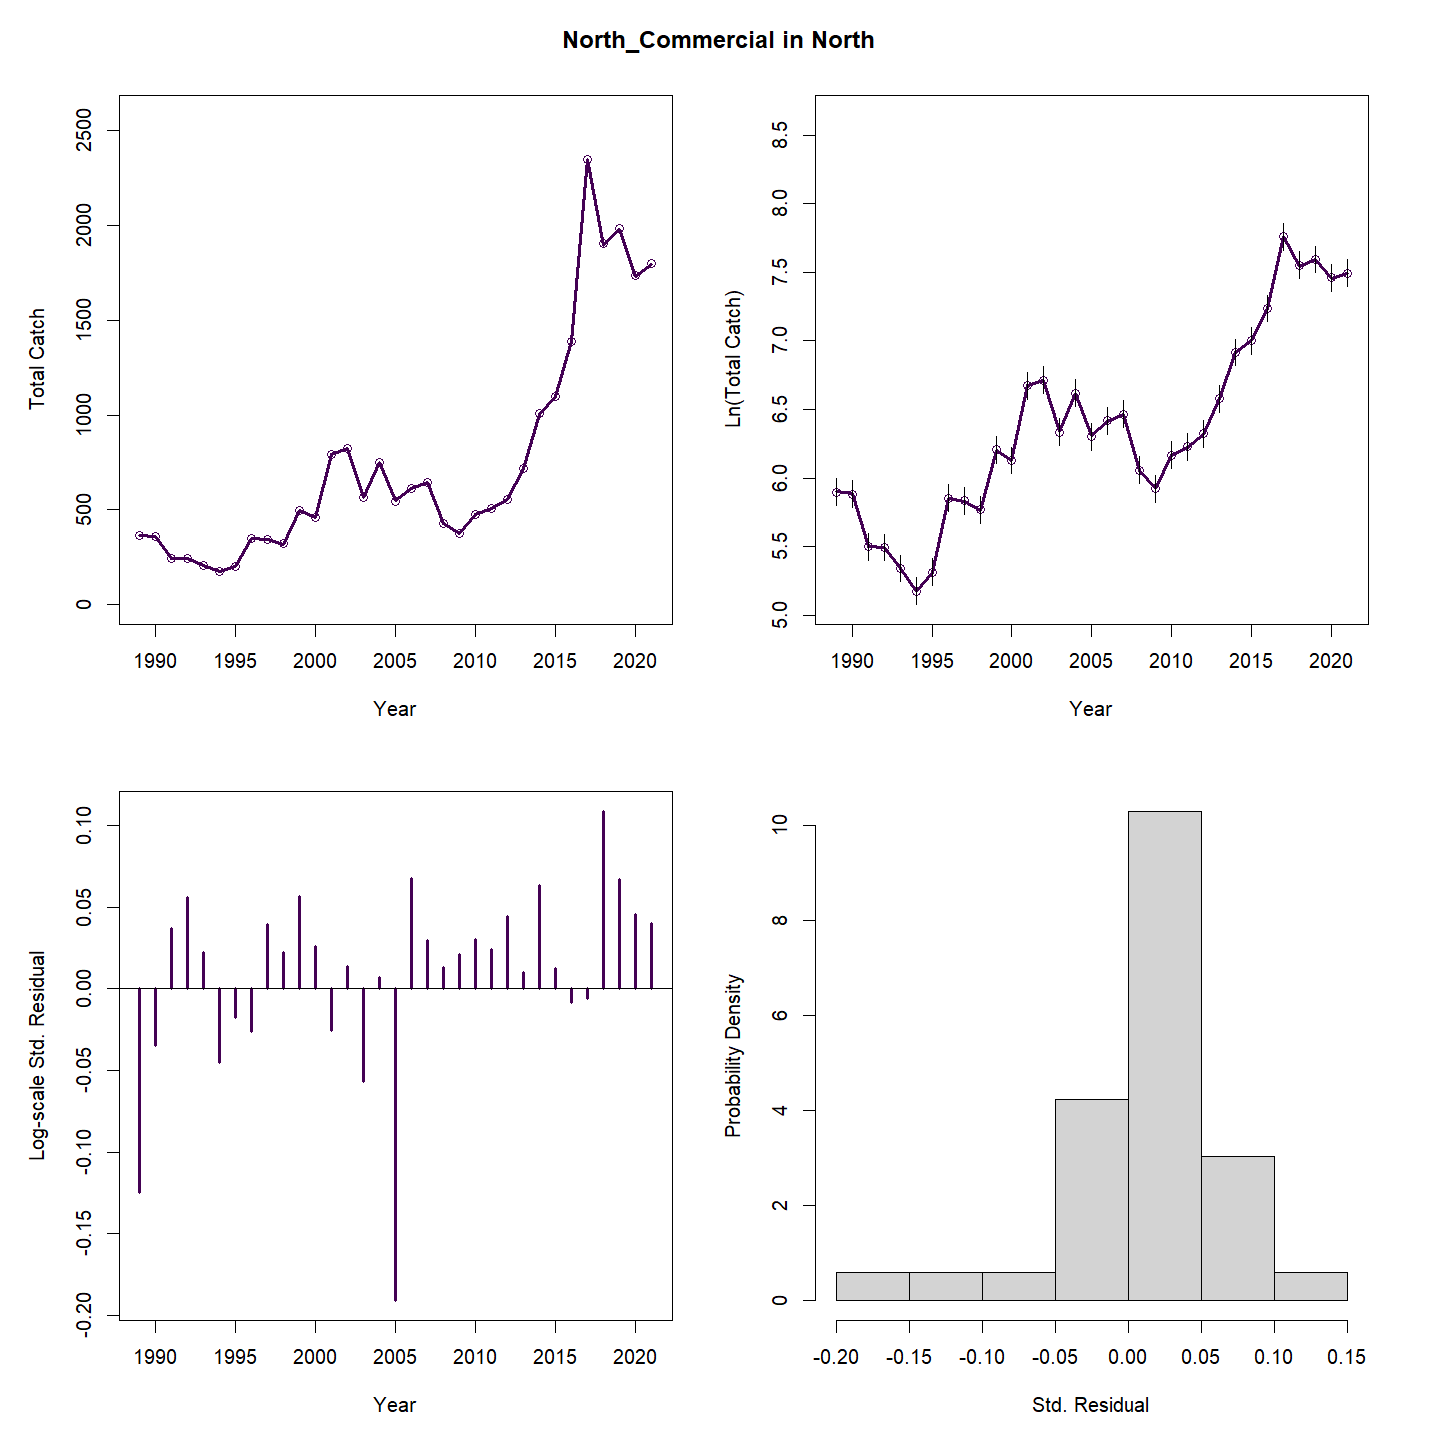 North_Commercial in North
Total Catch
2500
2000
1500
1000
500
0
1990 1995 2000 2005 2010 2015 2020
Year
Ln(Total Catch)
8.5
8.0
7.5
7.0
6.5
6.0
5.5
5.0
1990 1995 2000 2005 2010 2015 2020
Year
Log-scale Std. Residual
0.10
0.05
0.00
-0.05
-0.10
-0.15
-0.20
1990 1995 2000 2005 2010 2015 2020
Year
Probability Density
10
8
6
4
2
0
-0.20 -0.15 -0.10 -0.05 0.00 0.05 0.10 0.15
Std. Residual